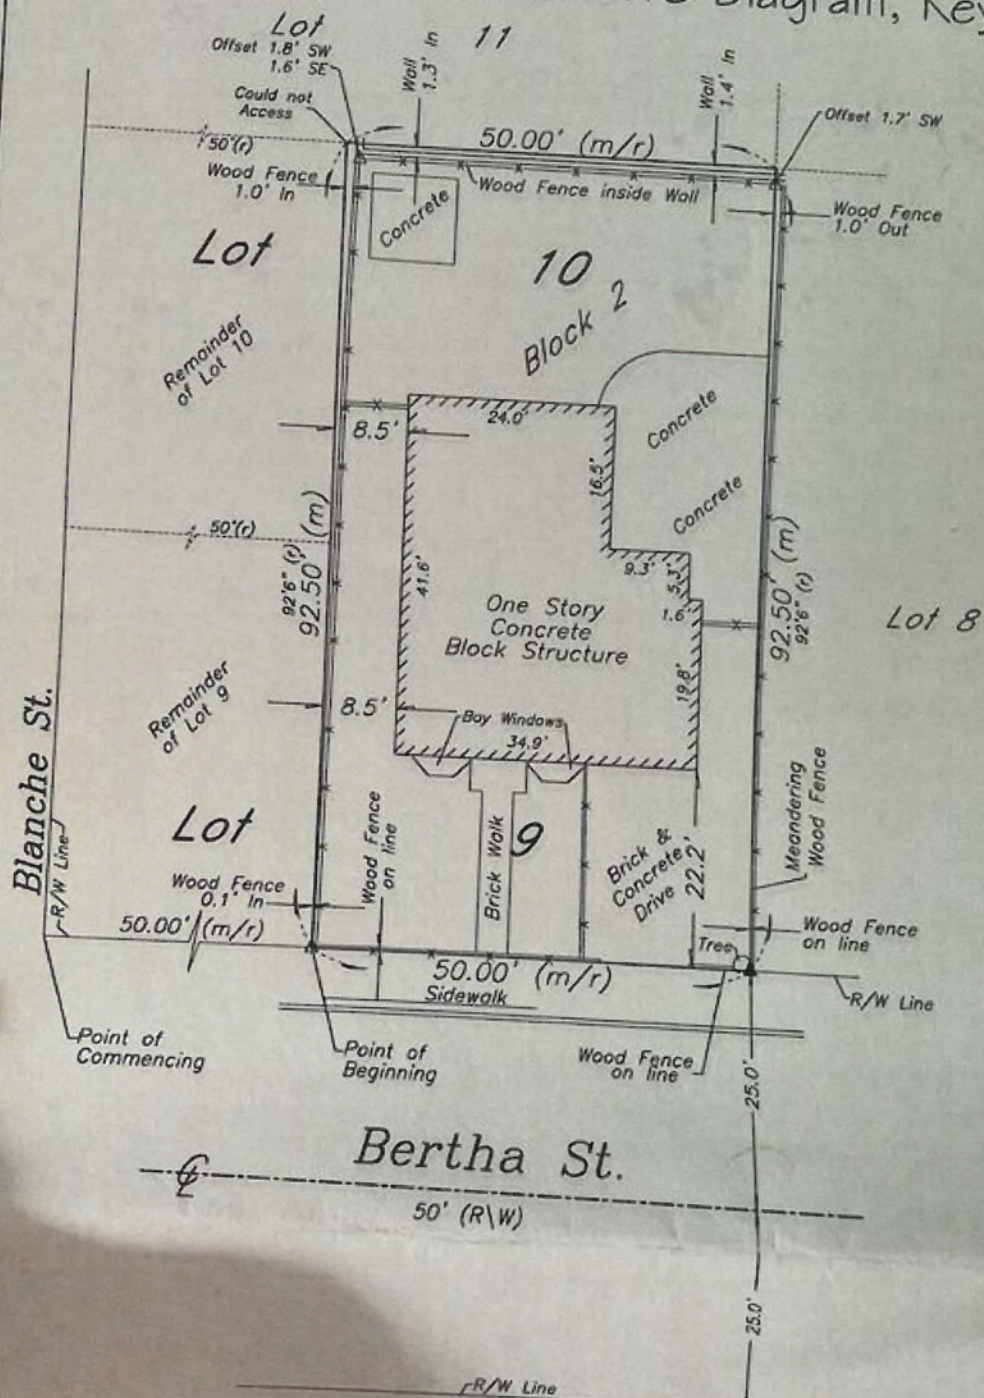 Diagram, Key
Lot 11
Offset 1.8' SW
1.6' SE
Could not
Access
Wall
1.3' In
Wall
1.4' In
Offset 1.7' SW
50.00' (m/r)
50'(r)
Wood Fence
1.0' In
Wood Fence inside Wall
Wood Fence
1.0' Out
Concrete
Lot 10
Block 2
Remainder
of Lot 10
24.0'
8.5'
Concrete
16.5'
Concrete
50'(r)
92'6" (r)
92.50' (m)
41.6'
9.3'
5.3'
1.6'
92.50' (m)
92'6" (r)
One Story
Concrete
Block Structure
Lot 8
Remainder
of Lot 9
8.5'
19.8'
Bay Windows
34.9'
Blanche St.
R/W Line
Lot 9
Wood Fence
on line
Brick Walk
Brick &
Concrete
Drive
22.2'
Meandering
Wood Fence
Wood Fence
0.1' In
50.00' (m/r)
Wood Fence
on line
Tree
50.00' (m/r)
Sidewalk
R/W Line
Point of
Commencing
Point of
Beginning
Wood Fence
on line
25.0'
Bertha St.
℄
50' (R\W)
25.0'
R/W Line